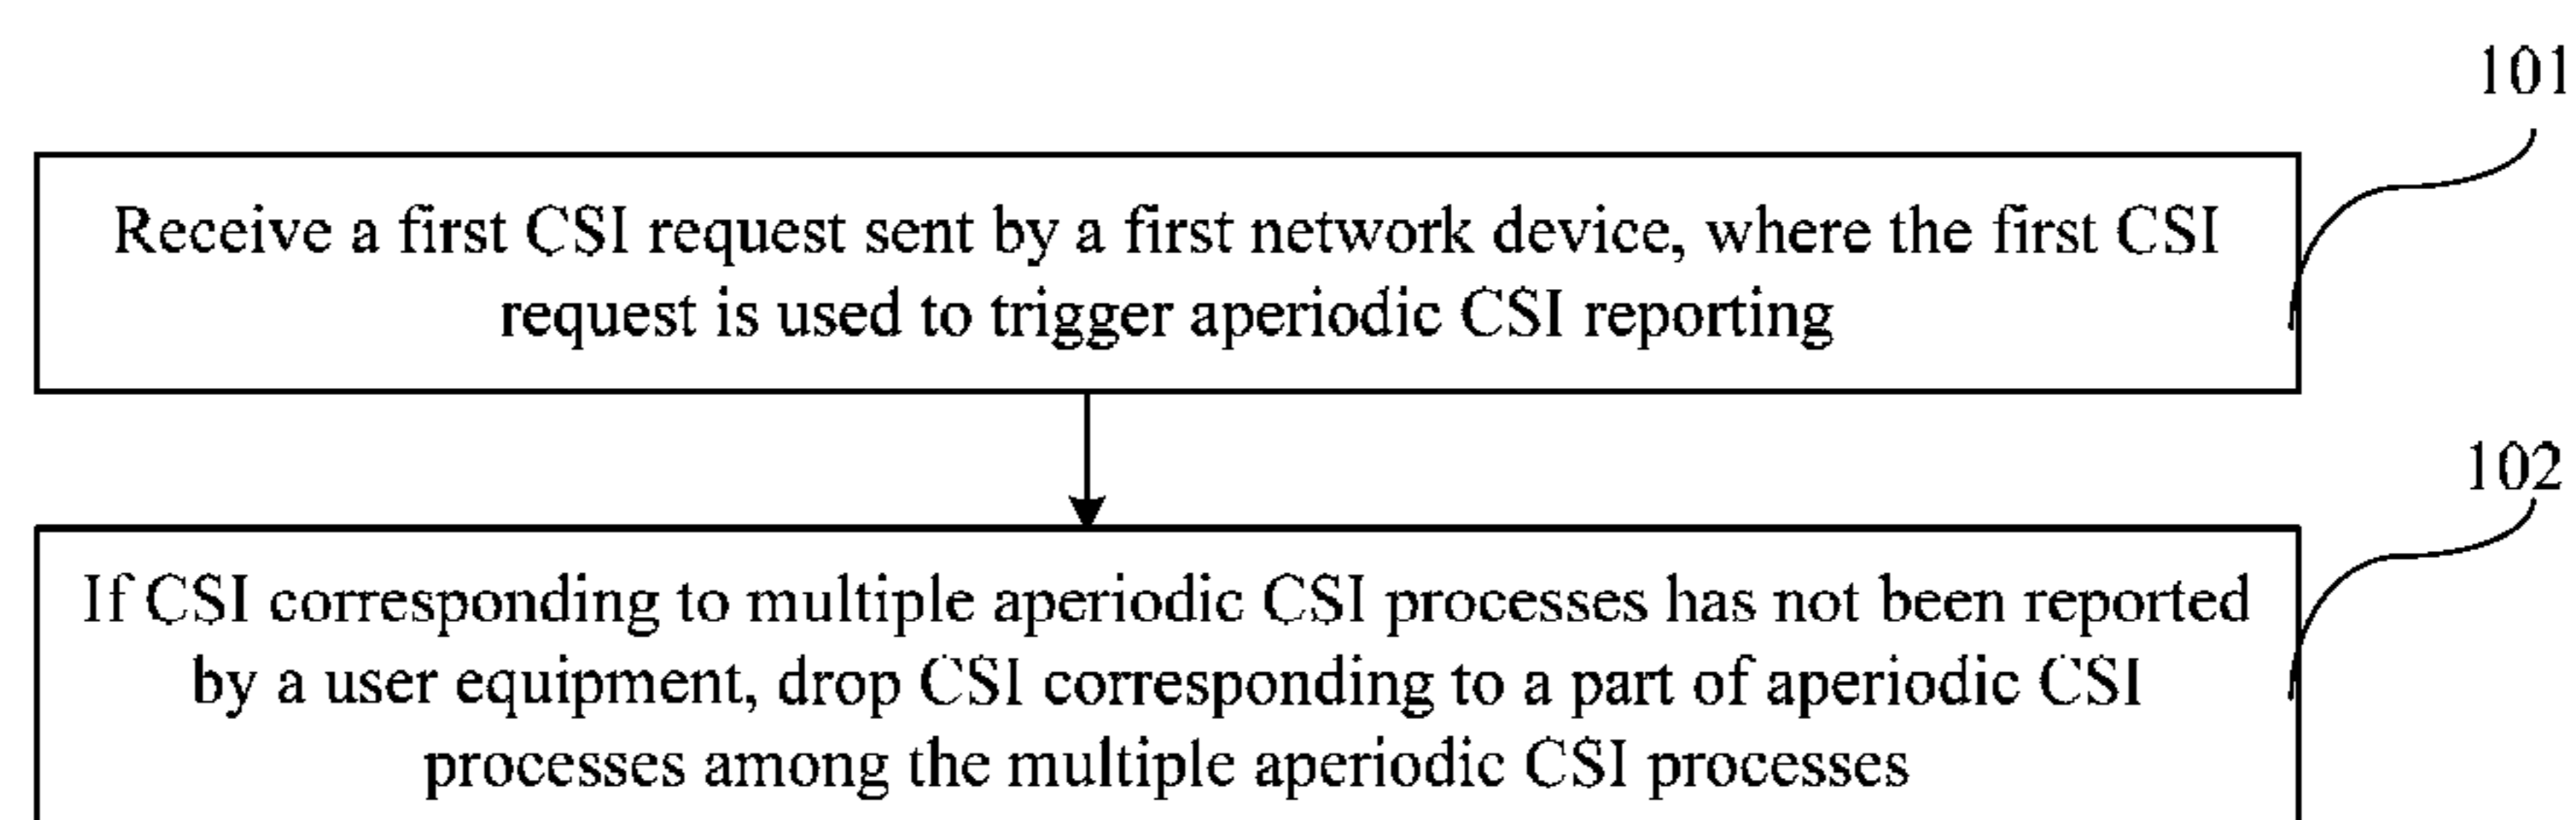 101
Receive a first CSI request sent by a first network device, where the first CSI
request is used to trigger aperiodic CSI reporting
102
If CSI corresponding to multiple aperiodic CSI processes has not been reported
by a user equipment, drop CSI corresponding to a part of aperiodic CSI
processes among the multiple aperiodic CSI processes